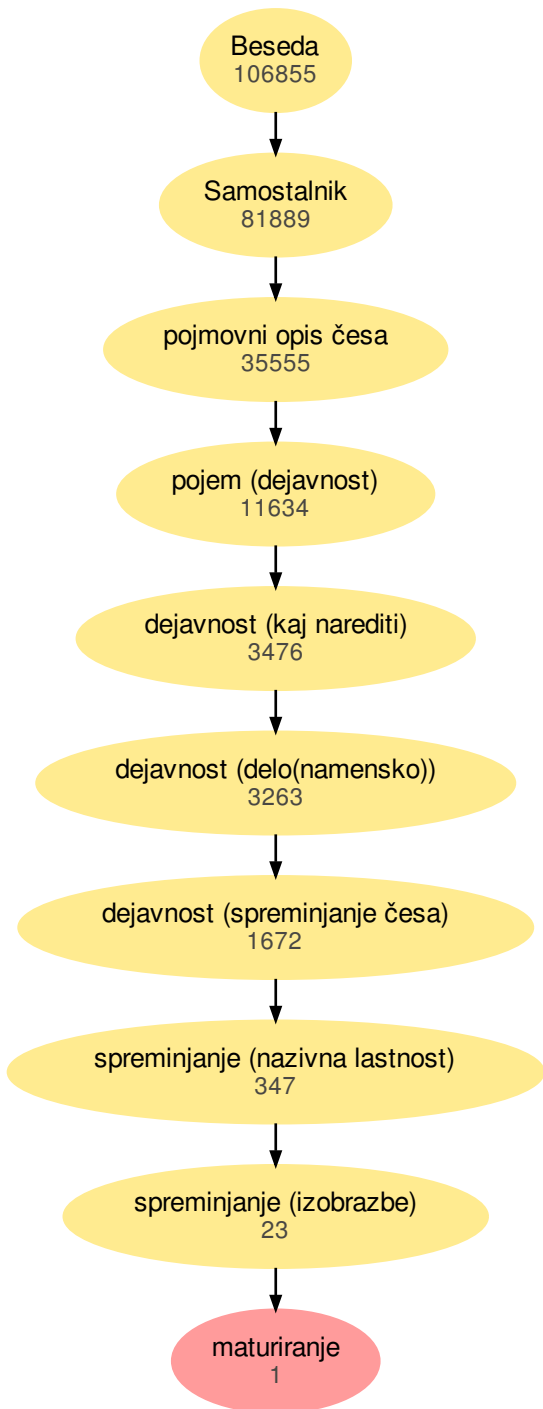 Beseda
106855
Samostalnik
81889
pojmovni opis česa
35555
pojem (dejavnost)
11634
dejavnost (kaj narediti)
3476
dejavnost (delo(namensko))
3263
dejavnost (spreminjanje česa)
1672
spreminjanje (nazivna lastnost)
347
spreminjanje (izobrazbe)
23
maturiranje
1